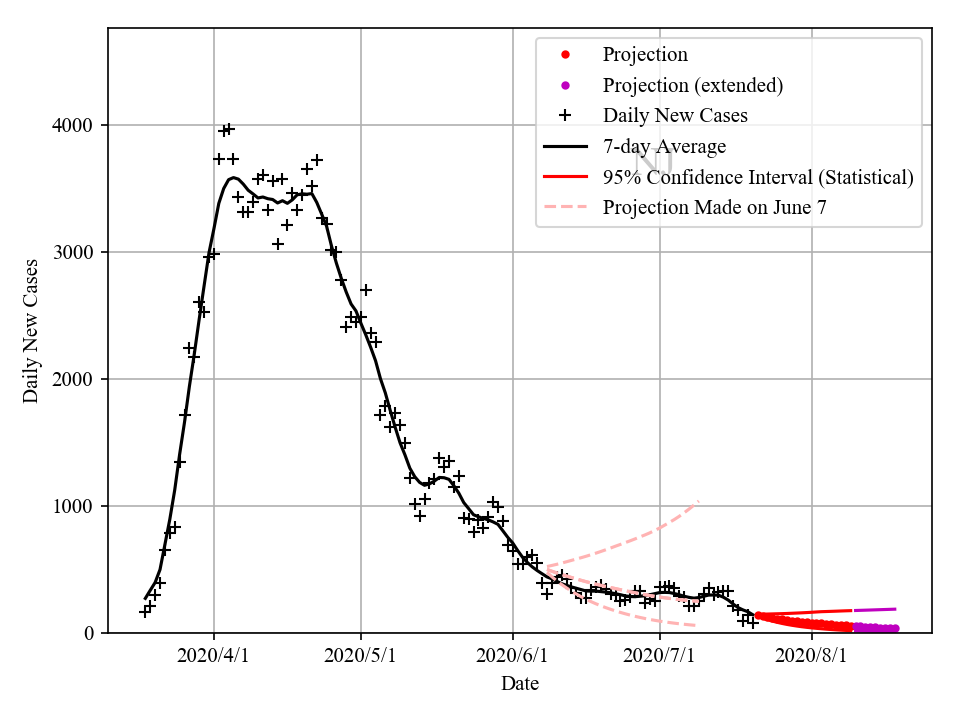 NJ
Projection
Projection (extended)
Daily New Cases
7-day Average
95% Confidence Interval (Statistical)
Projection Made on June 7
4000
3000
2000
1000
0
Daily New Cases
2020/4/1
2020/5/1
2020/6/1
2020/7/1
2020/8/1
Date